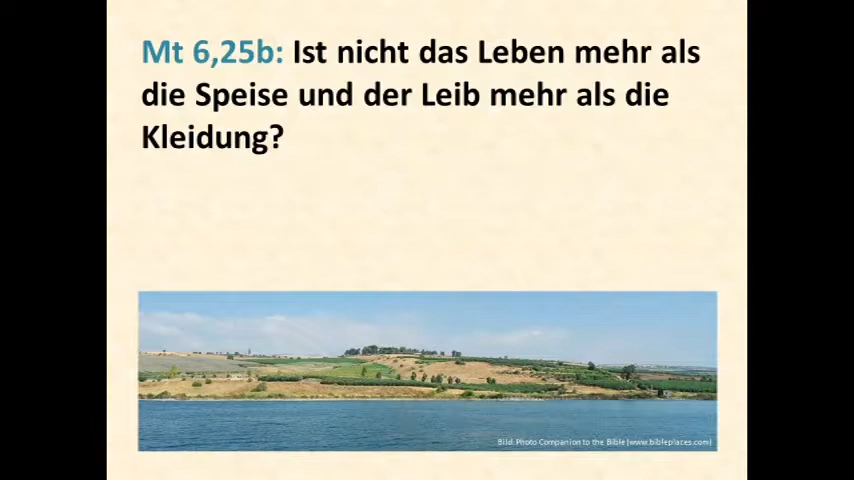 Mt 6,25b: Ist nicht das Leben mehr als
die Speise und der Leib mehr als die
Kleidung?
Bild: Photo Companion to the Bible (www.bibleplaces.com)